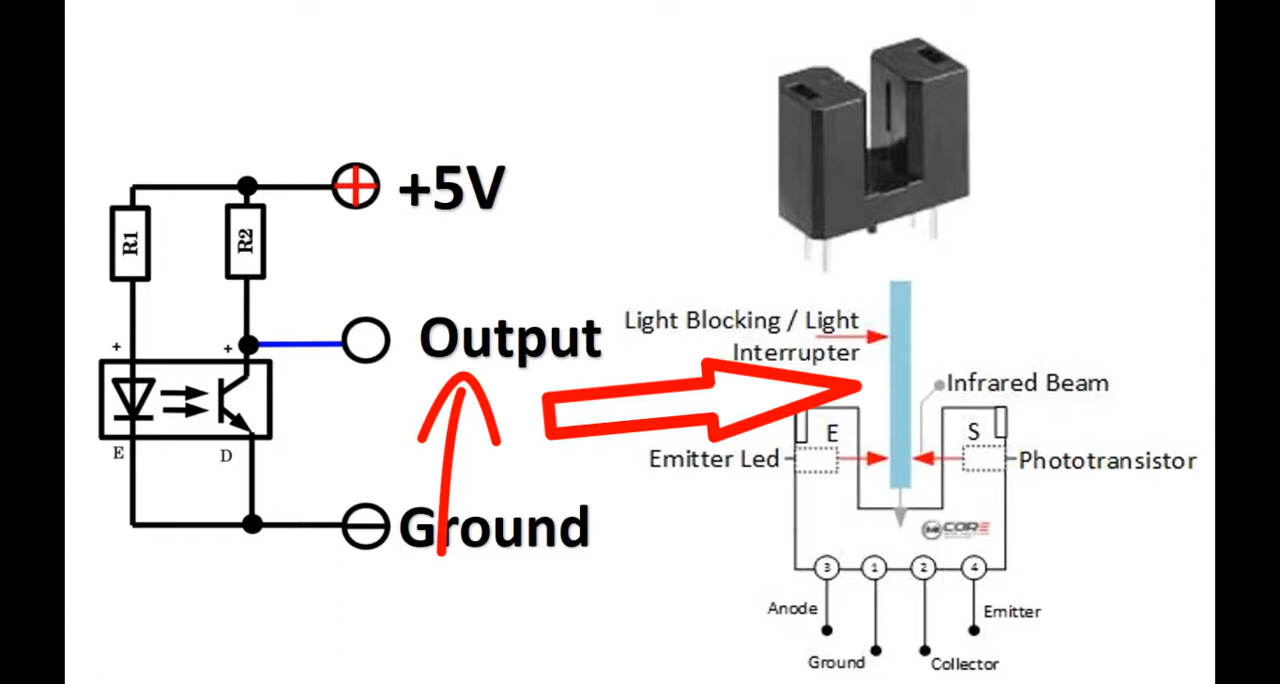 +5V
R1
R2
+
+
Output
E
D
Ground
Light Blocking / Light
Interrupter
Infrared Beam
E
S
Emitter Led
Phototransistor
CORE
3
1
2
4
Anode
Emitter
Ground
Collector